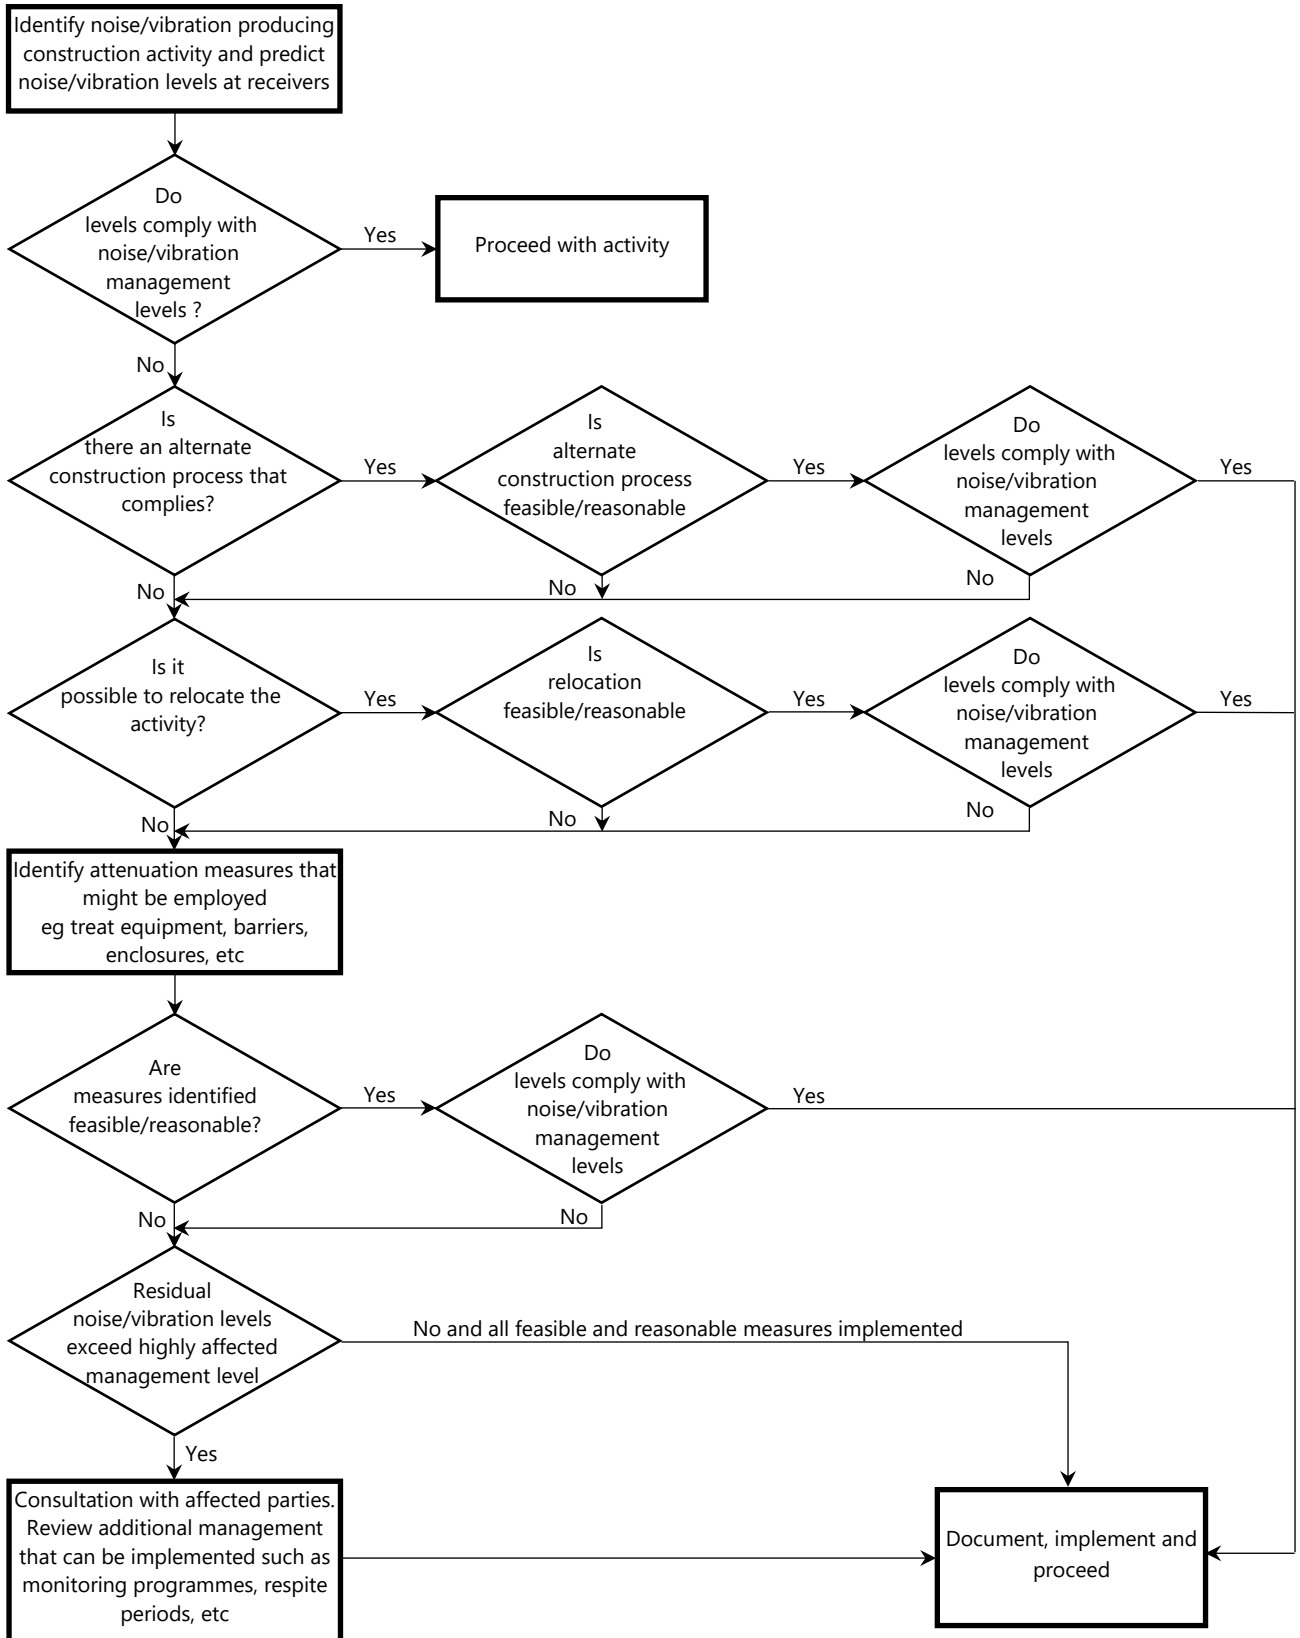 Identify noise/vibration producing
construction activity and predict
noise/vibration levels at receivers
Do
levels comply with
noise/vibration
management
levels ?
Yes
Proceed with activity
No
Is
there an alternate
construction process that
complies?
Yes
Is
alternate
construction process
feasible/reasonable
Yes
Do
levels comply with
noise/vibration
management
levels
Yes
No
No
No
Is it
possible to relocate the
activity?
Yes
Is
relocation
feasible/reasonable
Yes
Do
levels comply with
noise/vibration
management
levels
Yes
No
No
No
Identify attenuation measures that
might be employed
eg treat equipment, barriers,
enclosures, etc
Are
measures identified
feasible/reasonable?
Yes
Do
levels comply with
noise/vibration
management
levels
Yes
No
No
Residual
noise/vibration levels
exceed highly affected
management level
No and all feasible and reasonable measures implemented
Yes
Consultation with affected parties.
Review additional management
that can be implemented such as
monitoring programmes, respite
periods, etc
Document, implement and
proceed